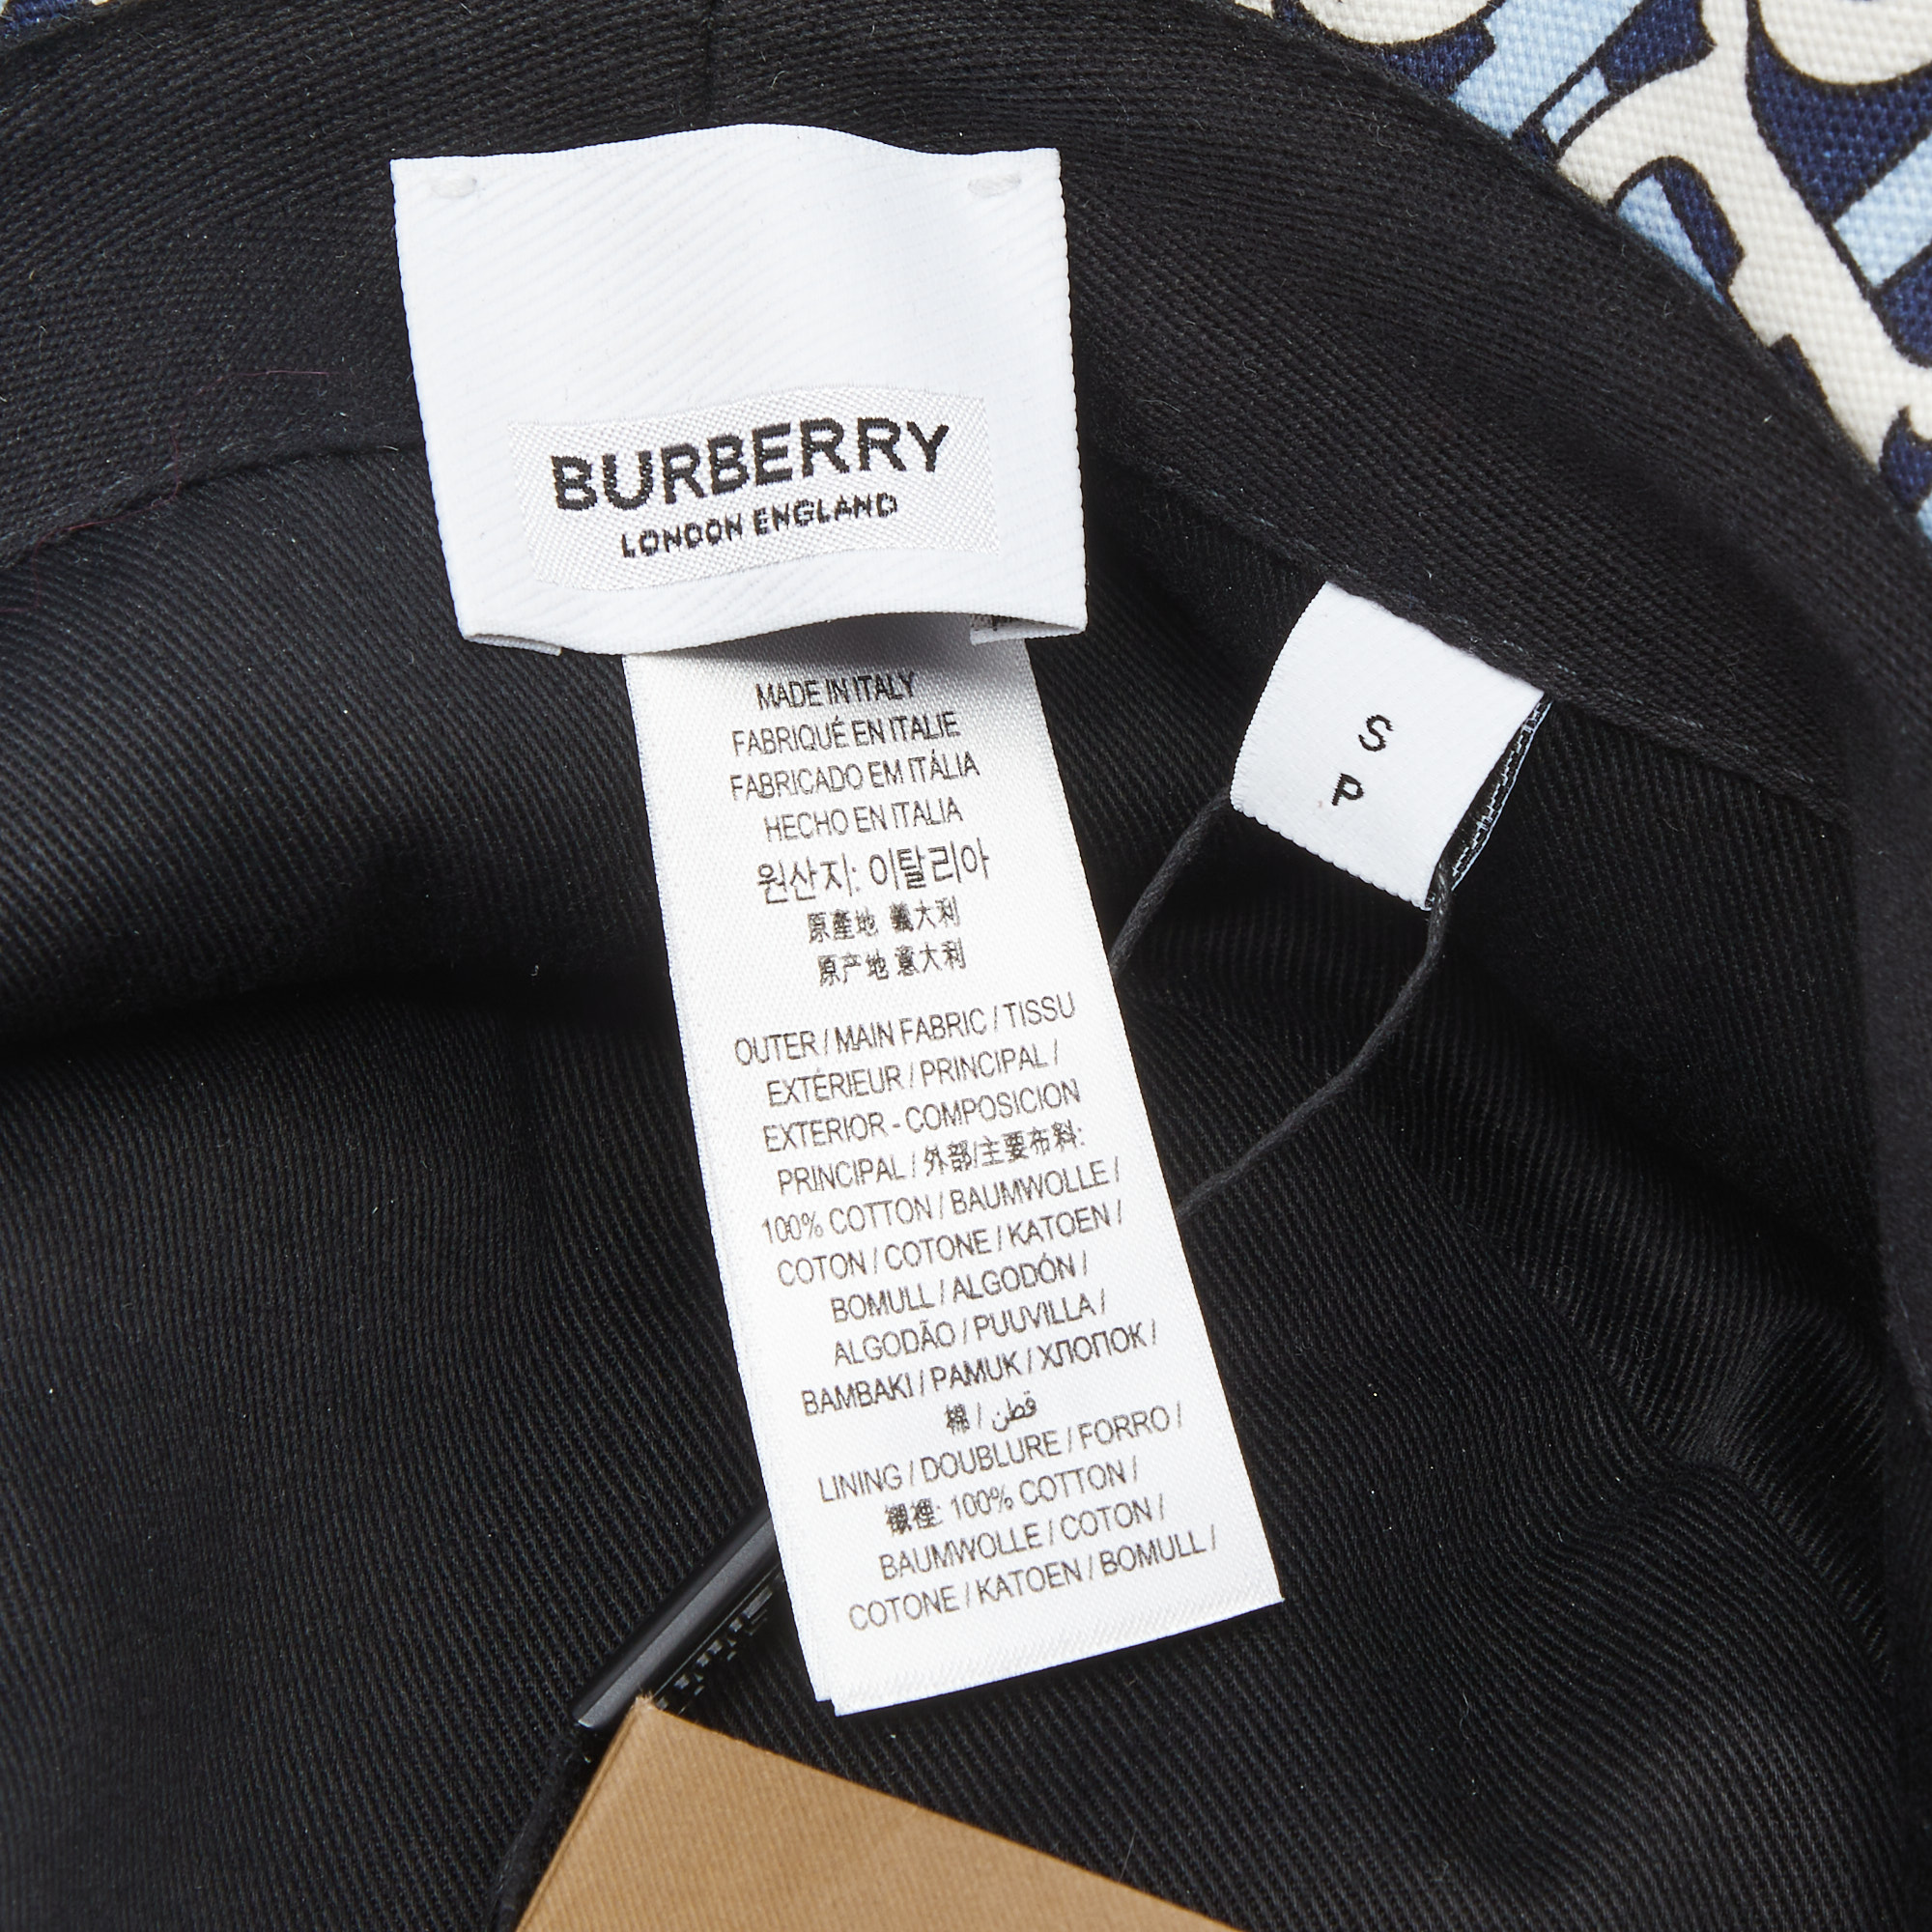 BURBERRY
LONDON ENGLAND
S
P
MADE IN ITALY
FABRIQUÉ EN ITALIE
FABRICADO EM ITÁLIA
HECHO EN ITALIA
원산지: 이탈리아
原產地 義大利
原产地 意大利
OUTER / MAIN FABRIC / TISSU
EXTÉRIEUR / PRINCIPAL /
EXTERIOR - COMPOSICION
PRINCIPAL / 外部/主要布料:
100% COTTON / BAUMWOLLE /
COTON / COTONE / KATOEN /
BOMULL / ALGODÓN /
ALGODÃO / PUUVILLA /
BAMBAKI / PAMUK / ХЛОПОК /
棉 / قطن
LINING / DOUBLURE / FORRO /
襯裡: 100% COTTON /
BAUMWOLLE / COTON /
COTONE / KATOEN / BOMULL /